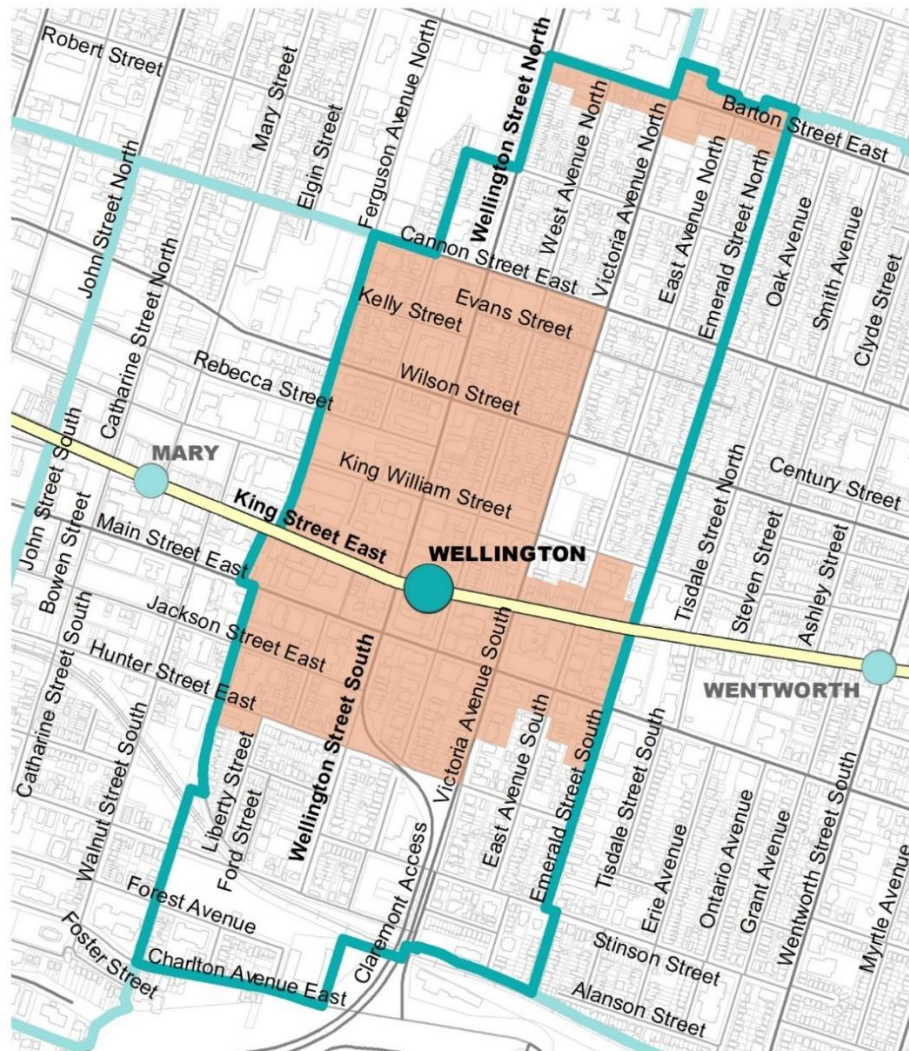 Robert Street
Mary Street
Elgin Street
Ferguson Avenue North
Wellington Street North
West Avenue North
Victoria Avenue North
Barton Street East
John Street North
Catharine Street North
Cannon Street East
East Avenue North
Emerald Street North
Oak Avenue
Smith Avenue
Clyde Street
Kelly Street
Evans Street
Rebecca Street
Wilson Street
MARY
King William Street
Century Street
John Street South
Bowen Street
Main Street East
King Street East
WELLINGTON
Tisdale Street North
Steven Street
Ashley Street
Jackson Street East
Hunter Street East
Catharine Street South
Walnut Street South
Liberty Street
Ford Street
Wellington Street South
Victoria Avenue South
East Avenue South
Emerald Street South
Tisdale Street South
WENTWORTH
Erie Avenue
Ontario Avenue
Grant Avenue
Wentworth Street South
Myrtle Avenue
Claremont Access
Forest Avenue
Foster Street
Charlton Avenue East
Stinson Street
Alanson Street